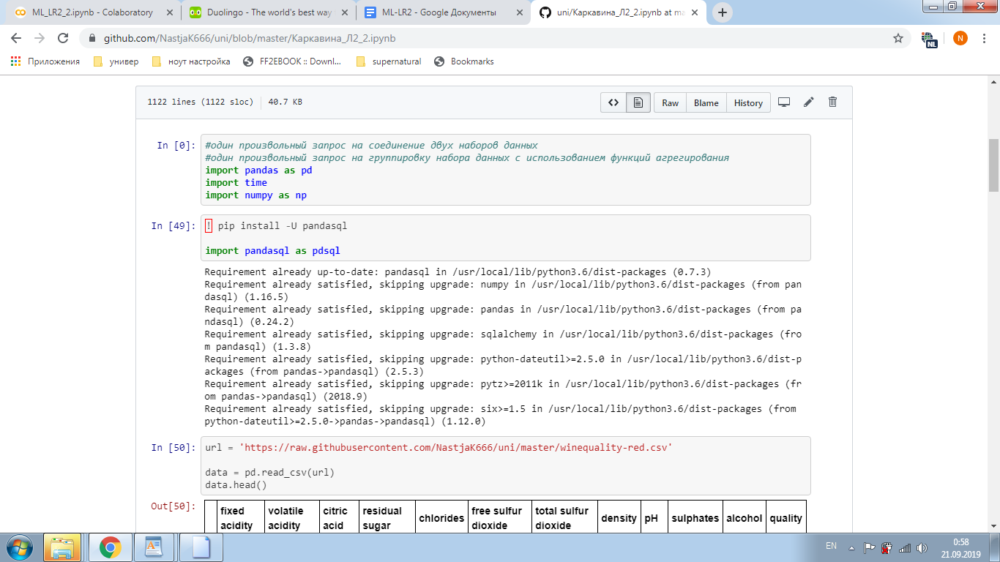 ML_LR2_2.ipynb - Colaboratory
Duolingo - The world's best way
ML-LR2 - Google Документы
uni/Каркавина_Л2_2.ipynb at ma
github.com/NastjaK666/uni/blob/master/Каркавина_Л2_2.ipynb
NL
N
Приложения
универ
ноут настройка
FF2EBOOK :: Downl...
supernatural
Bookmarks
1122 lines (1122 sloc) 40.7 KB
<> Raw Blame History
In [0]: #один произвольный запрос на соединение двух наборов данных
#один произвольный запрос на группировку набора данных с использованием функций агрегирования
import pandas as pd
import time
import numpy as np
In [49]: ! pip install -U pandasql
import pandasql as pdsql
Requirement already up-to-date: pandasql in /usr/local/lib/python3.6/dist-packages (0.7.3)
Requirement already satisfied, skipping upgrade: numpy in /usr/local/lib/python3.6/dist-packages (from pan
dasql) (1.16.5)
Requirement already satisfied, skipping upgrade: pandas in /usr/local/lib/python3.6/dist-packages (from pa
ndasql) (0.24.2)
Requirement already satisfied, skipping upgrade: sqlalchemy in /usr/local/lib/python3.6/dist-packages (fro
m pandasql) (1.3.8)
Requirement already satisfied, skipping upgrade: python-dateutil>=2.5.0 in /usr/local/lib/python3.6/dist-p
ackages (from pandas->pandasql) (2.5.3)
Requirement already satisfied, skipping upgrade: pytz>=2011k in /usr/local/lib/python3.6/dist-packages (fr
om pandas->pandasql) (2018.9)
Requirement already satisfied, skipping upgrade: six>=1.5 in /usr/local/lib/python3.6/dist-packages (from
python-dateutil>=2.5.0->pandas->pandasql) (1.12.0)
In [50]: url = 'https://raw.githubusercontent.com/NastjaK666/uni/master/winequality-red.csv'
data = pd.read_csv(url)
data.head()
Out[50]:
fixed acidity
volatile acidity
citric acid
residual sugar
chlorides
free sulfur dioxide
total sulfur dioxide
density
pH
sulphates
alcohol
quality
EN
0:58
21.09.2019